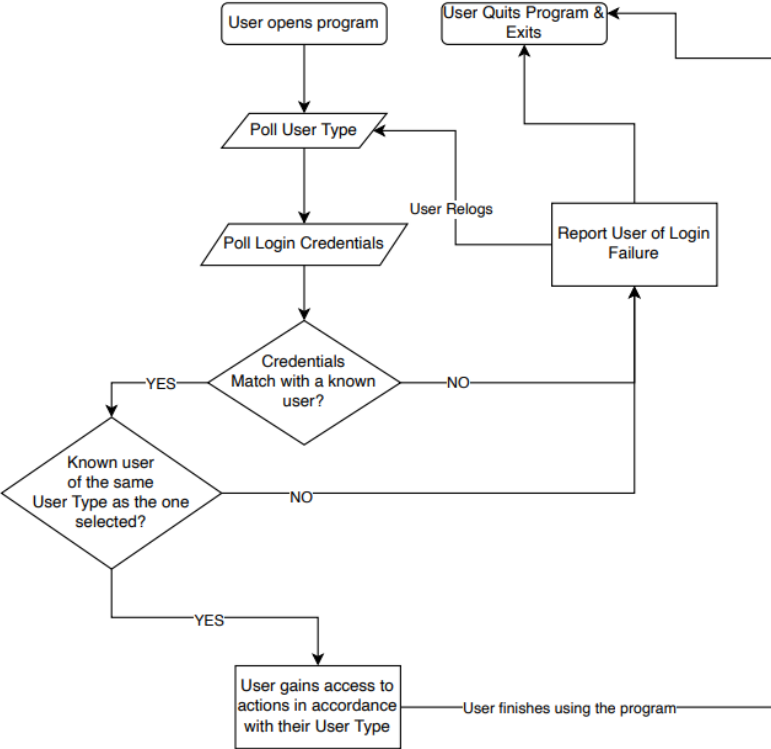 User opens program
User Quits Program &
Exits
Poll User Type
User Relogs
Poll Login Credentials
Report User of Login
Failure
Credentials
Match with a known
user?
YES
NO
Known user
of the same
User Type as the one
selected?
NO
YES
User gains access to
actions in accordance
with their User Type
User finishes using the program